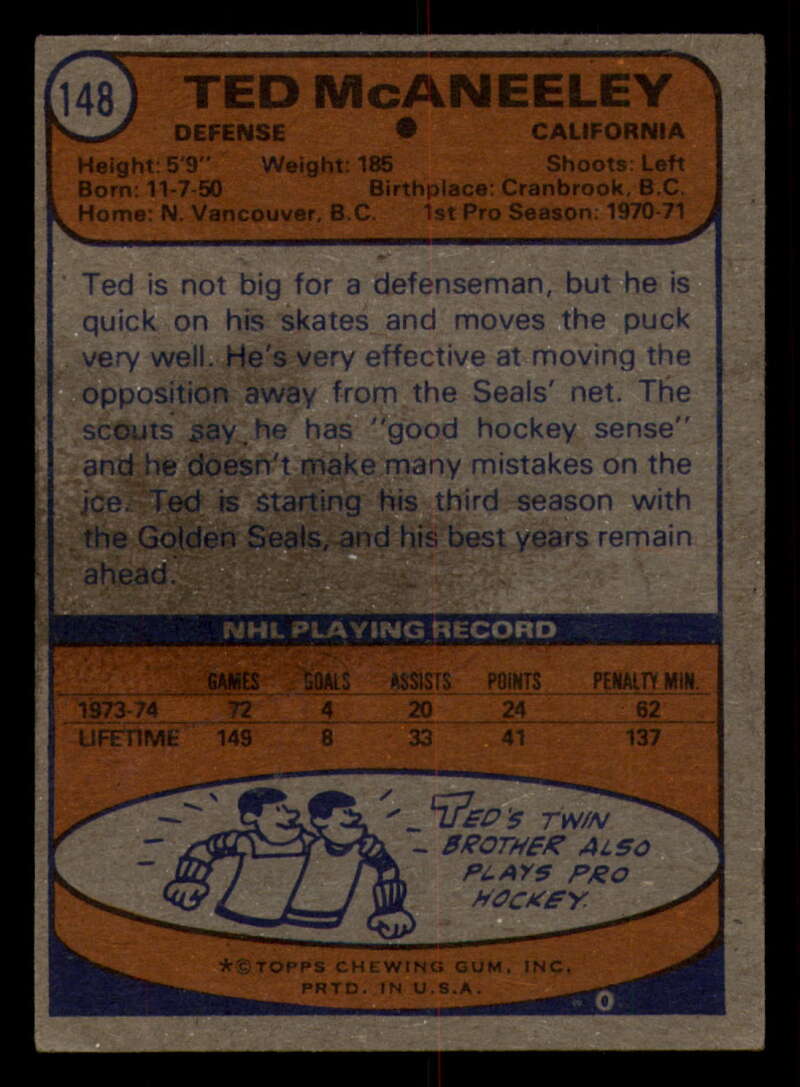 148
TED McANEELEY
DEFENSE ● CALIFORNIA
Height: 5'9" Weight: 185 Shoots: Left
Born: 11-7-50 Birthplace: Cranbrook, B.C.
Home: N. Vancouver, B.C. 1st Pro Season: 1970-71
Ted is not big for a defenseman, but he is
quick on his skates and moves the puck
very well. He's very effective at moving the
opposition away from the Seals' net. The
scouts say he has "good hockey sense"
and he doesn't make many mistakes on the
ice. Ted is starting his third season with
the Golden Seals, and his best years remain
ahead.
NHL PLAYING RECORD
GAMES GOALS ASSISTS POINTS PENALTY MIN.
1973-74 72 4 20 24 62
LIFETIME 149 8 33 41 137
TED'S TWIN
BROTHER ALSO
PLAYS PRO
HOCKEY.
*©TOPPS CHEWING GUM, INC.
PRTD. IN U.S.A.